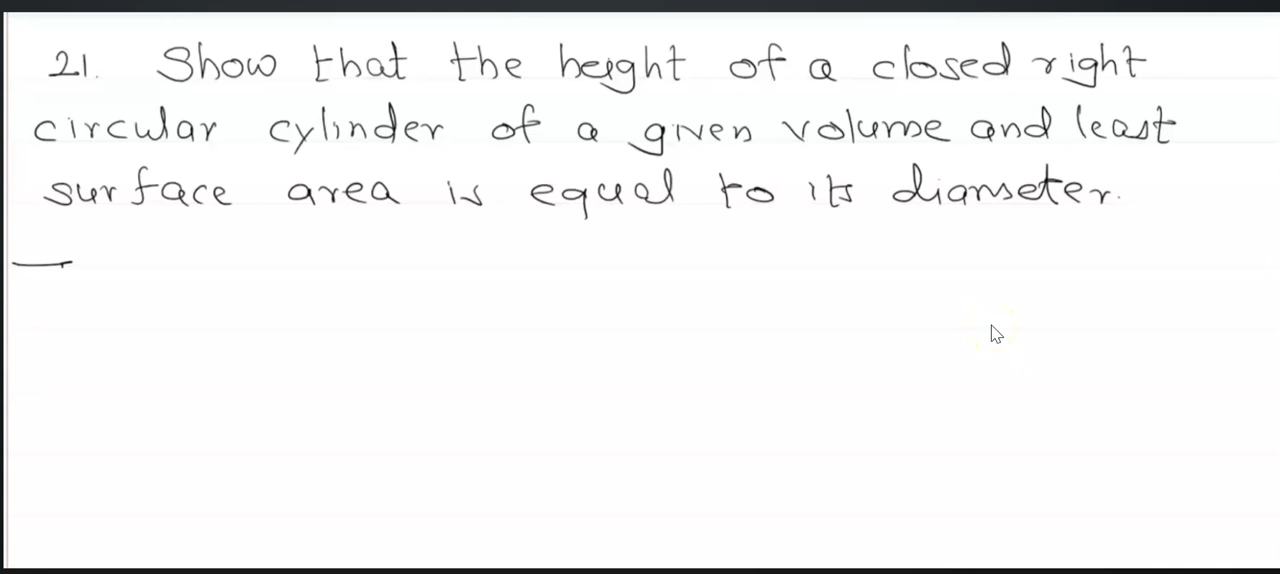 21. Show that the height of a closed right
circular cylinder of a given volume and least
surface area is equal to its diameter.